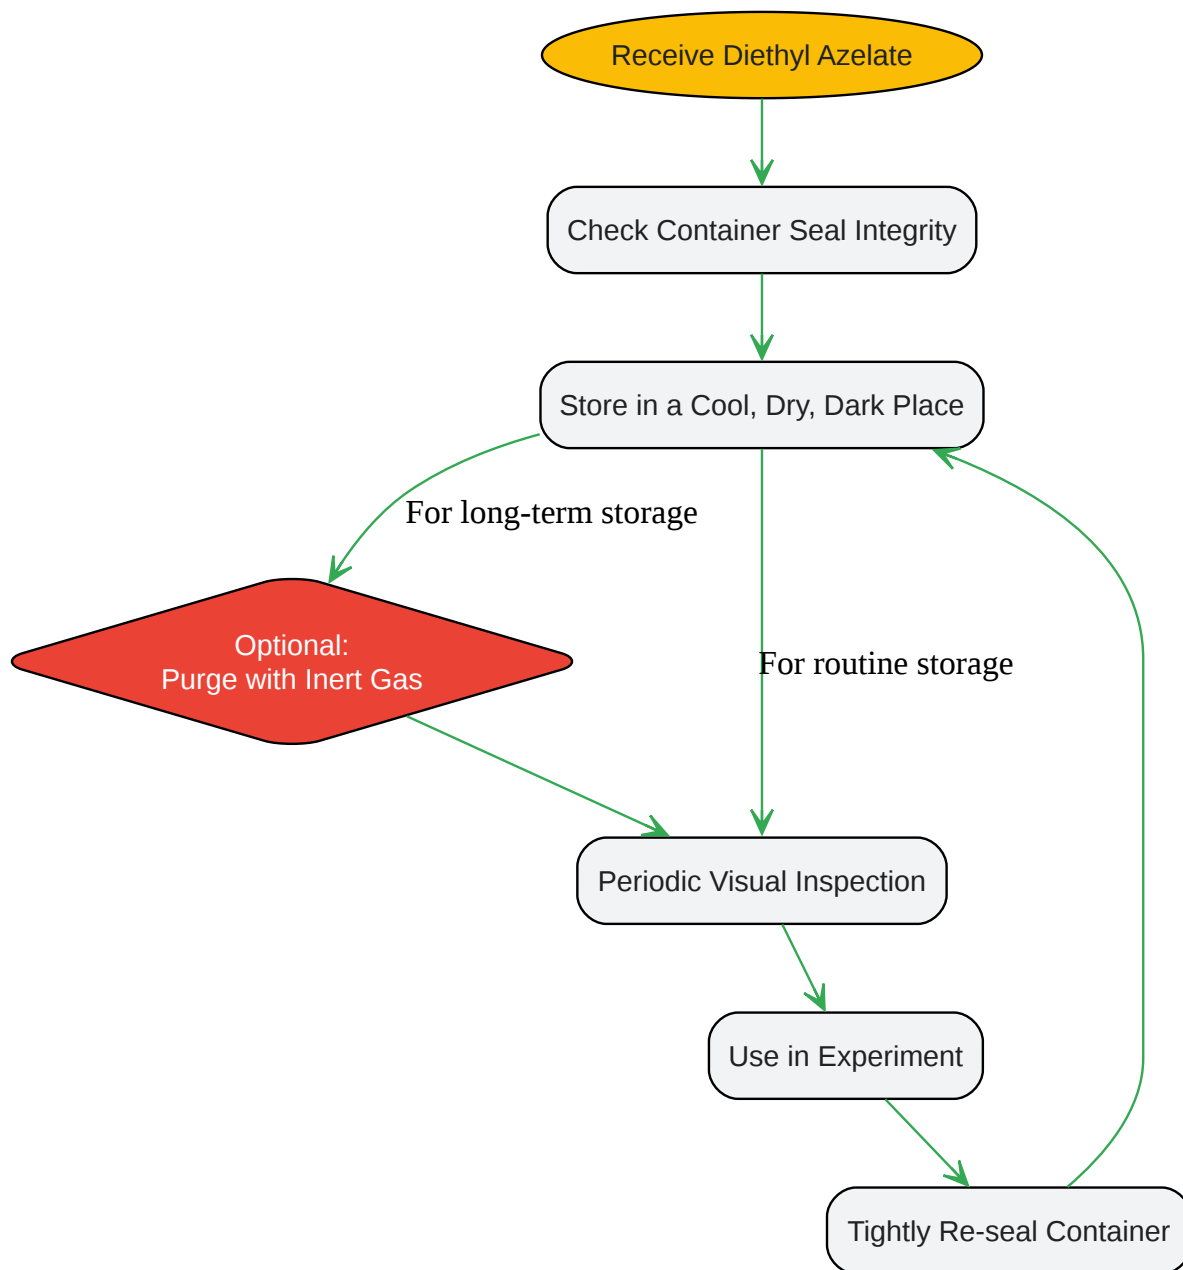 Receive Diethyl Azelate
Check Container Seal Integrity
Store in a Cool, Dry, Dark Place
For long-term storage
Optional:
Purge with Inert Gas
For routine storage
Periodic Visual Inspection
Use in Experiment
Tightly Re-seal Container